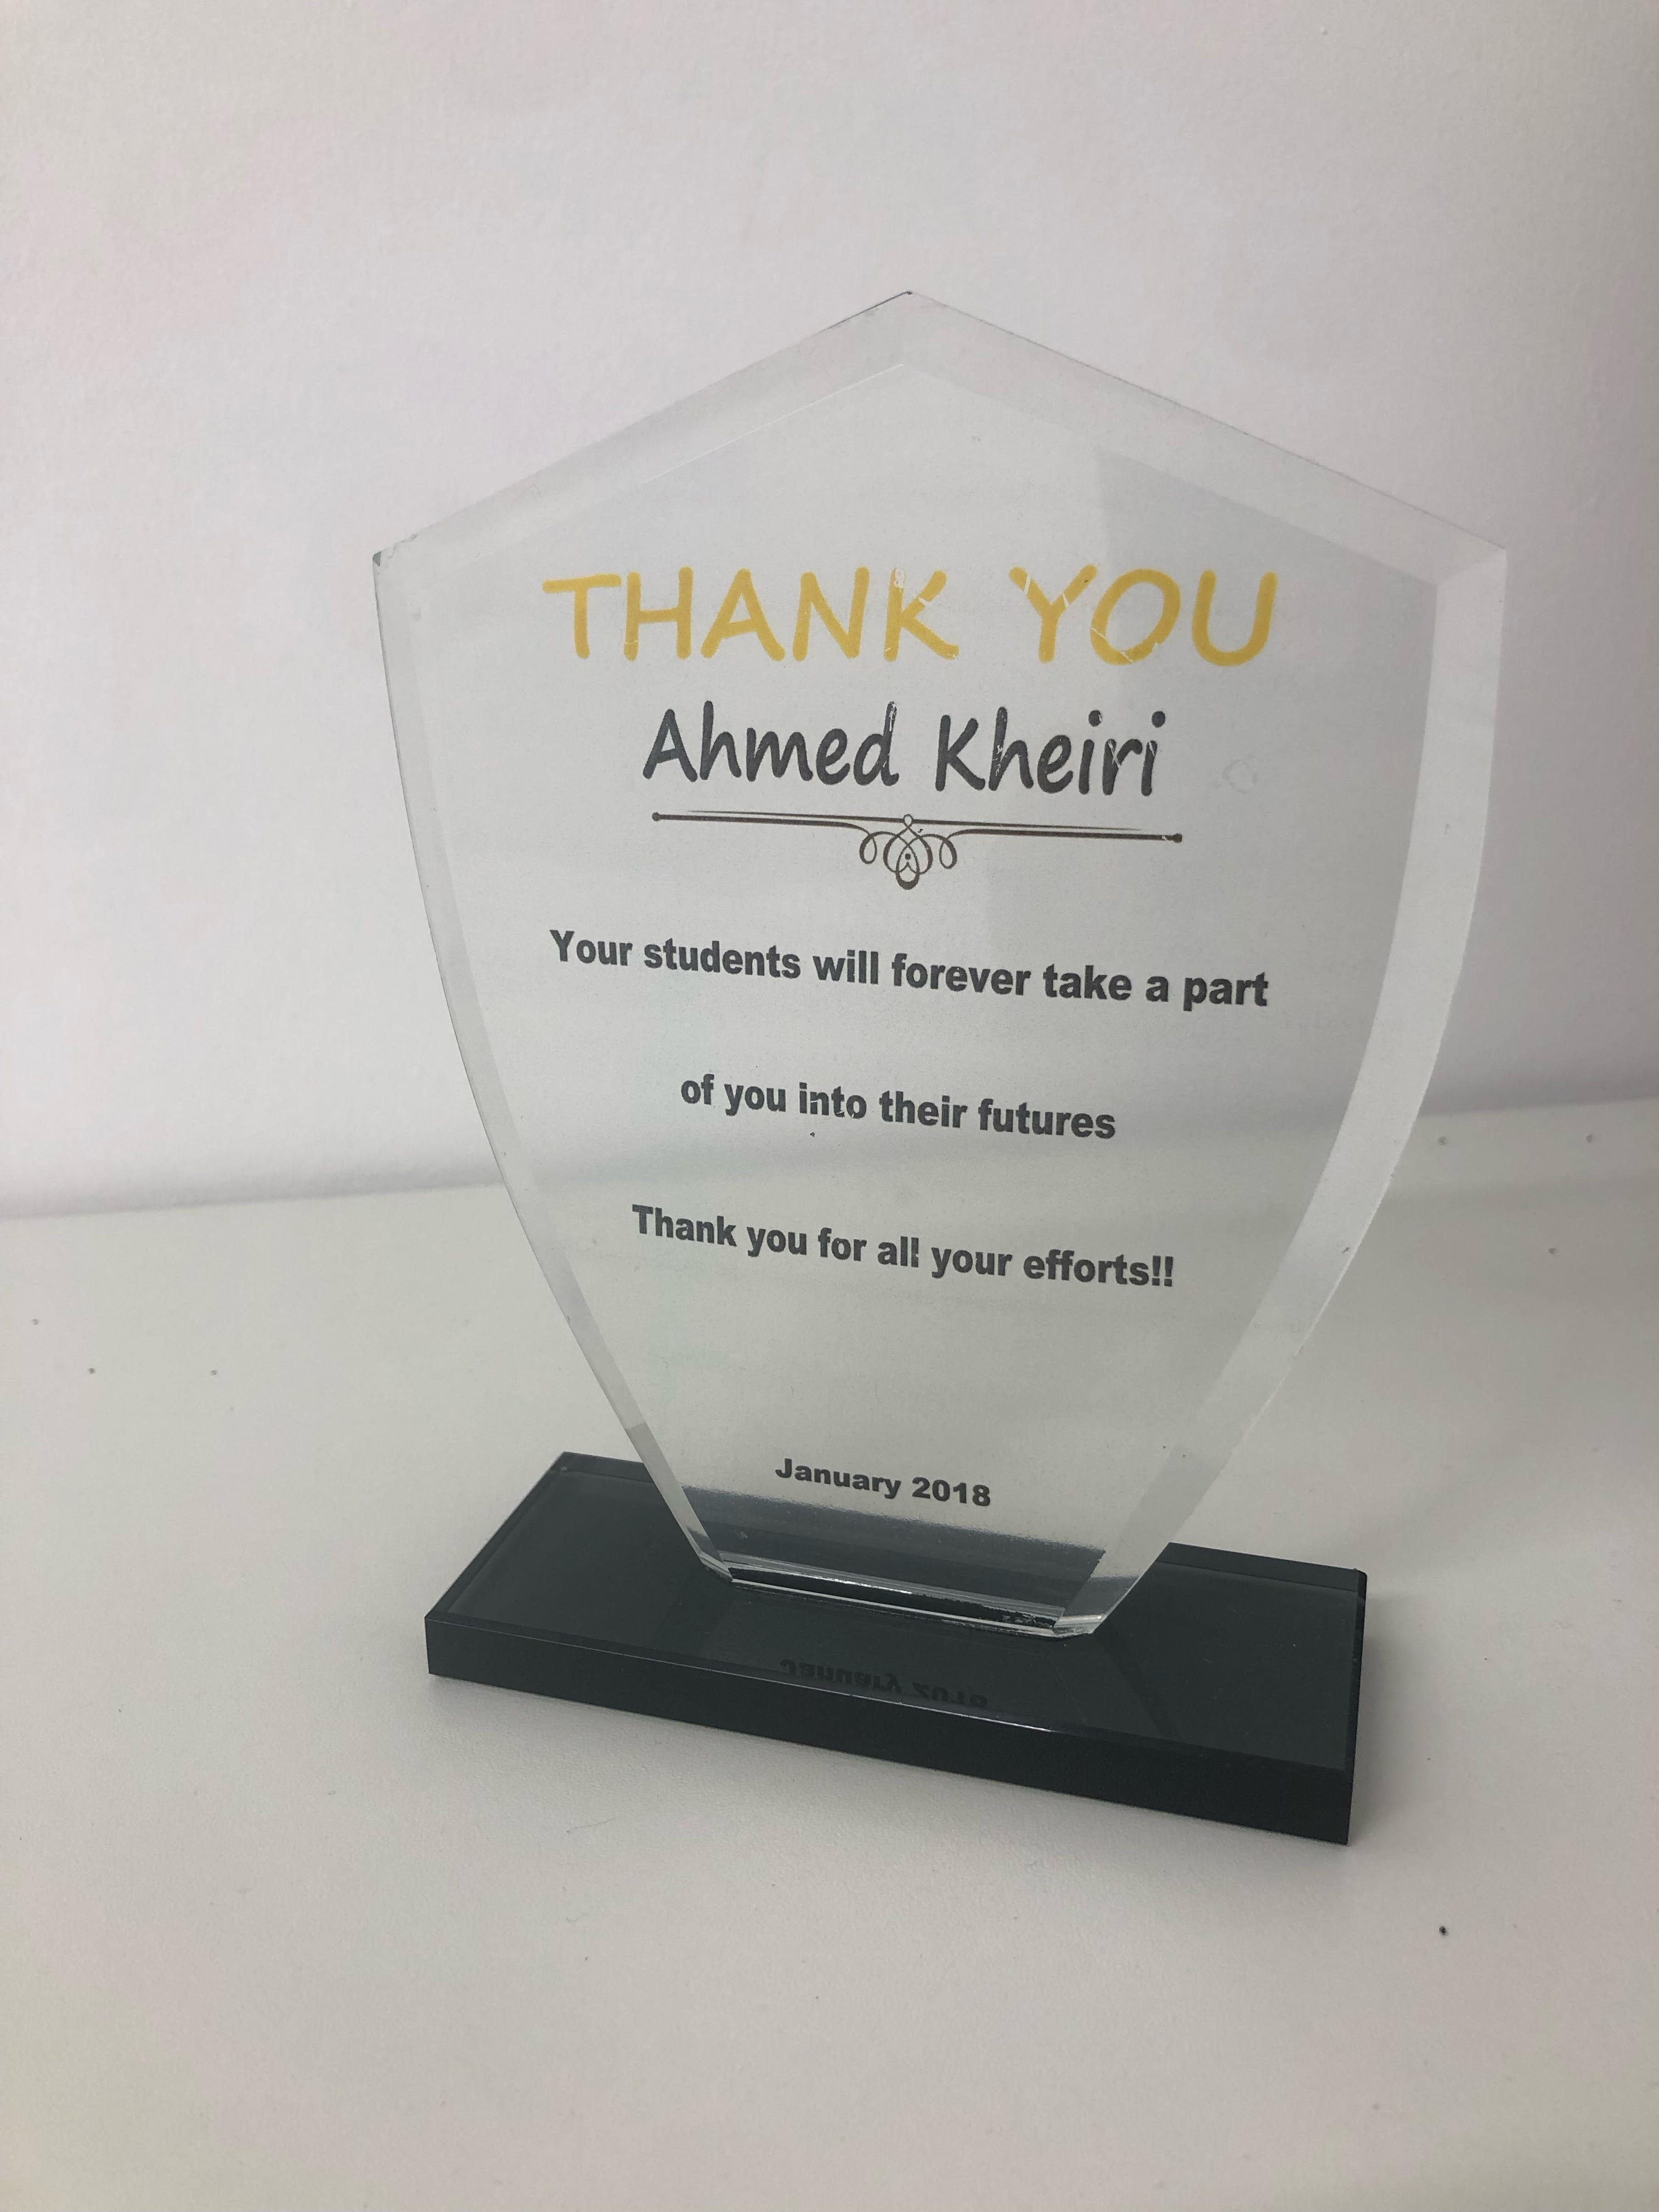 THANK YOU
Ahmed Kheiri
Your students will forever take a part
of you into their futures
Thank you for all your efforts!!
January 2018